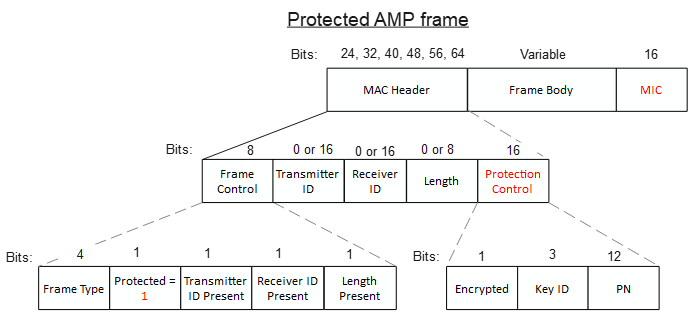 Protected AMP frame
Bits: 24, 32, 40, 48, 56, 64 Variable 16
MAC Header Frame Body MIC
Bits: 8 0 or 16 0 or 16 0 or 8 16
Frame Control Transmitter ID Receiver ID Length Protection Control
Bits: 4 1 1 1 1
Frame Type Protected = 1 Transmitter ID Present Receiver ID Present Length Present
Bits: 1 3 12
Encrypted Key ID PN